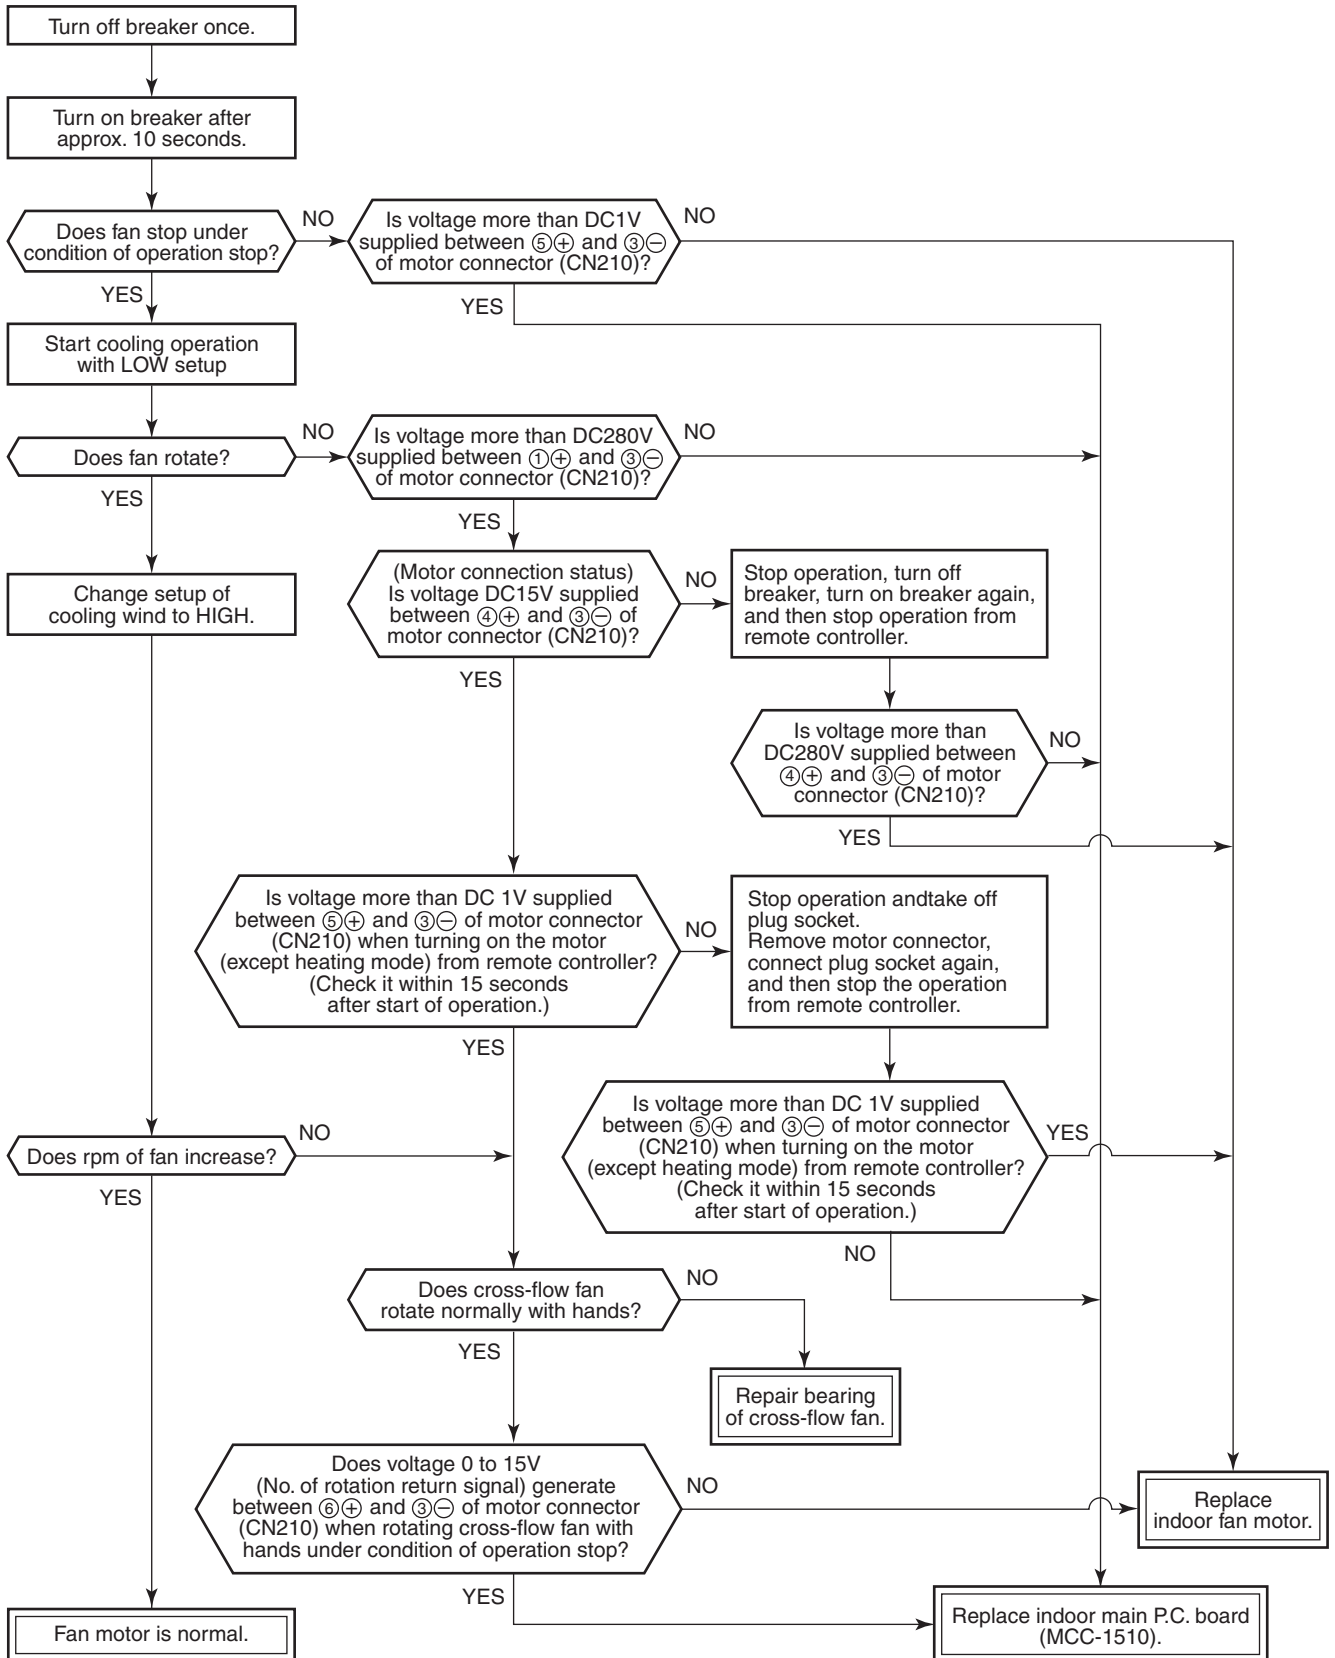 Turn off breaker once.
Turn on breaker after
approx. 10 seconds.
Does fan stop under
condition of operation stop?
NO
YES
Is voltage more than DC1V
supplied between ⑤⊕ and ③⊖
of motor connector (CN210)?
NO
YES
Start cooling operation
with LOW setup
Does fan rotate?
NO
YES
Is voltage more than DC280V
supplied between ①⊕ and ③⊖
of motor connector (CN210)?
NO
YES
Change setup of
cooling wind to HIGH.
(Motor connection status)
Is voltage DC15V supplied
between ④⊕ and ③⊖ of
motor connector (CN210)?
NO
YES
Stop operation, turn off
breaker, turn on breaker again,
and then stop operation from
remote controller.
Is voltage more than
DC280V supplied between
④⊕ and ③⊖ of motor
connector (CN210)?
NO
YES
Is voltage more than DC 1V supplied
between ⑤⊕ and ③⊖ of motor connector
(CN210) when turning on the motor
(except heating mode) from remote controller?
(Check it within 15 seconds
after start of operation.)
NO
YES
Stop operation andtake off
plug socket.
Remove motor connector,
connect plug socket again,
and then stop the operation
from remote controller.
Is voltage more than DC 1V supplied
between ⑤⊕ and ③⊖ of motor connector
(CN210) when turning on the motor
(except heating mode) from remote controller?
(Check it within 15 seconds
after start of operation.)
YES
NO
Does rpm of fan increase?
NO
YES
Does cross-flow fan
rotate normally with hands?
NO
YES
Repair bearing
of cross-flow fan.
Does voltage 0 to 15V
(No. of rotation return signal) generate
between ⑥⊕ and ③⊖ of motor connector
(CN210) when rotating cross-flow fan with
hands under condition of operation stop?
NO
YES
Replace
indoor fan motor.
Fan motor is normal.
Replace indoor main P.C. board
(MCC-1510).